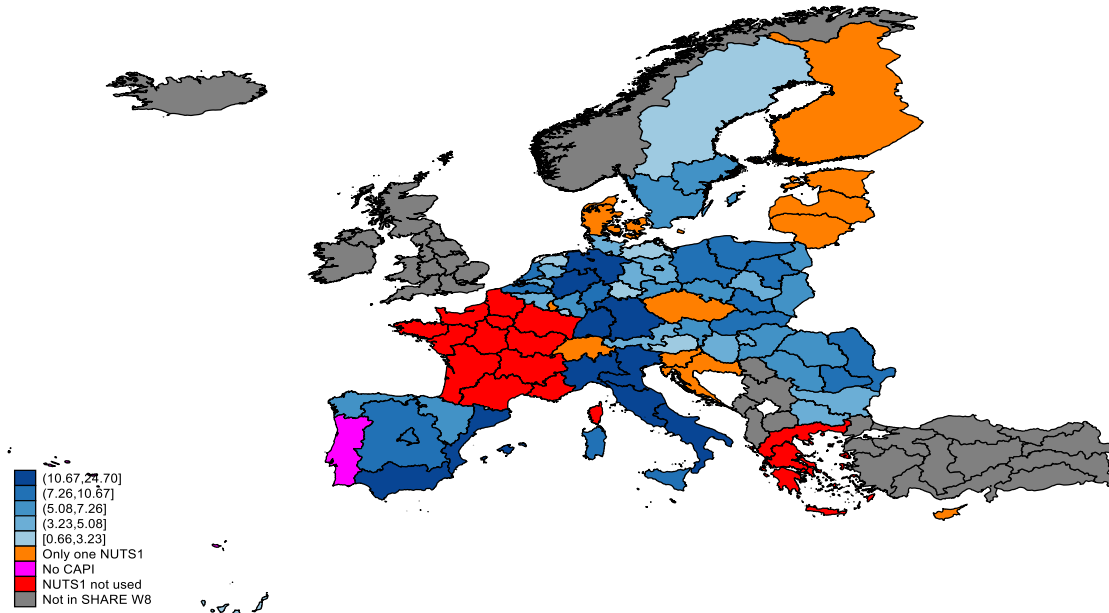 (10.67,24.70]
(7.26,10.67]
(5.08,7.26]
(3.23,5.08]
[0.66,3.23]
Only one NUTS1
No CAPI
NUTS1 not used
Not in SHARE W8